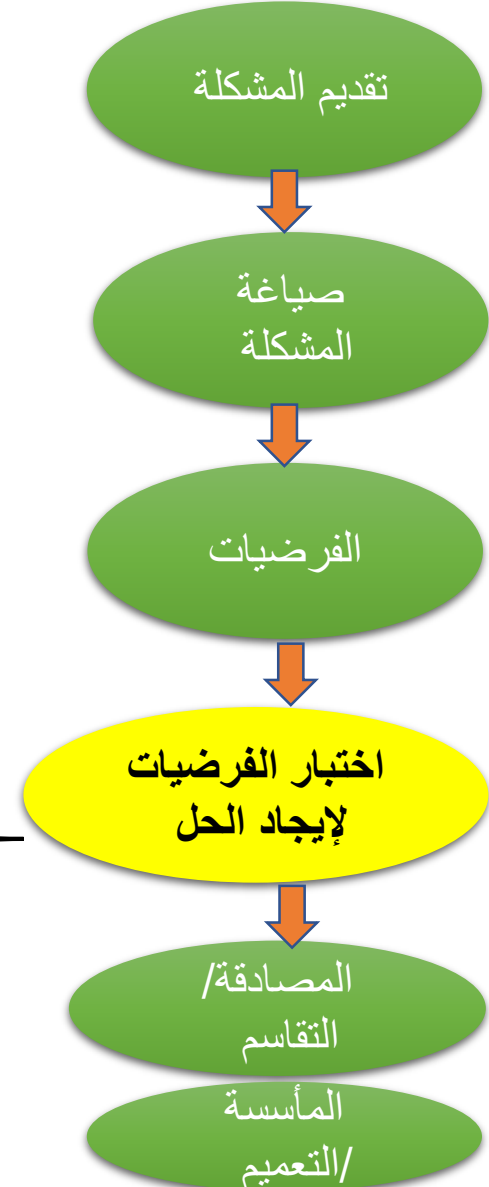 تقديم المشكلة
صياغة
المشكلة
الفرضيات
اختبار الفرضيات
لإيجاد الحل
المصادقة/
التقاسم
المأسسة
/التعميم